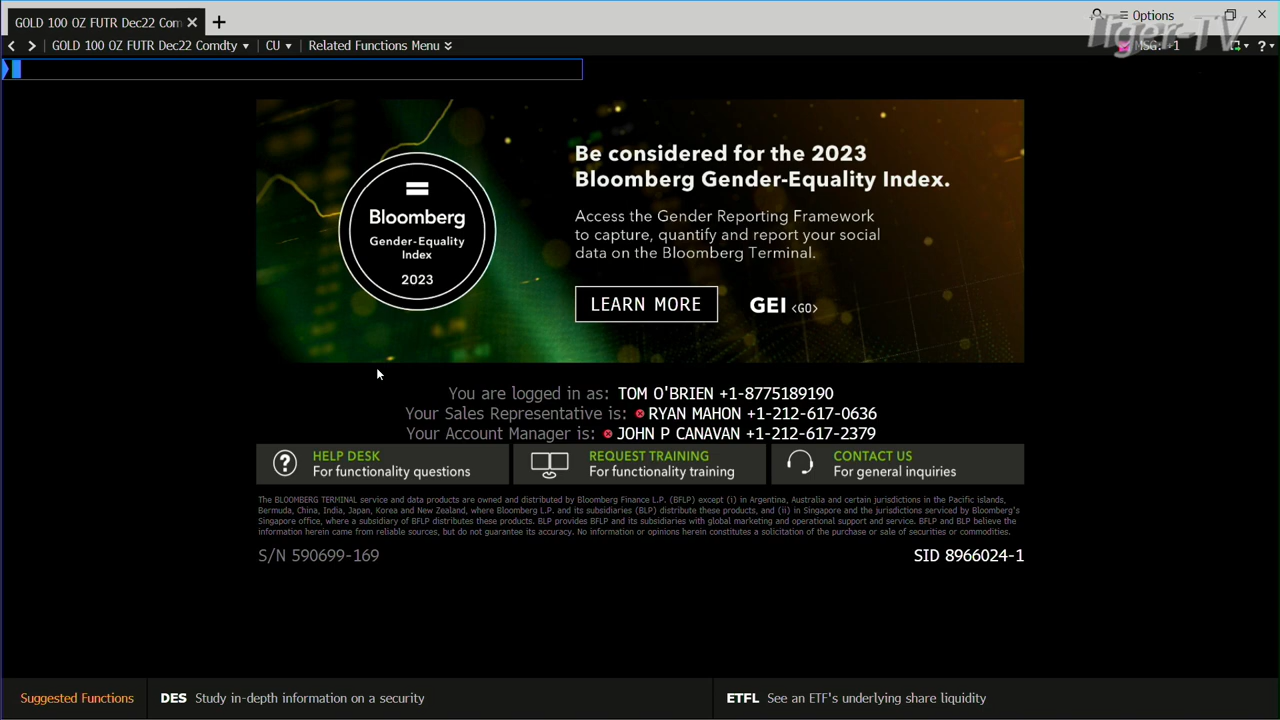 GOLD 100 OZ FUTR Dec22 Com
Options
Tiger-TV
GOLD 100 OZ FUTR Dec22 Comdty
CU
Related Functions Menu
MSG: +1
?
Be considered for the 2023
Bloomberg Gender-Equality Index.
Bloomberg
Gender-Equality
Index
2023
Access the Gender Reporting Framework
to capture, quantify and report your social
data on the Bloomberg Terminal.
LEARN MORE
GEI <GO>
You are logged in as: TOM O'BRIEN +1-8775189190
Your Sales Representative is: RYAN MAHON +1-212-617-0636
Your Account Manager is: JOHN P CANAVAN +1-212-617-2379
HELP DESK
For functionality questions
REQUEST TRAINING
For functionality training
CONTACT US
For general inquiries
The BLOOMBERG TERMINAL service and data products are owned and distributed by Bloomberg Finance L.P. (BFLP) except (i) in Argentina, Australia and certain jurisdictions in the Pacific islands,
Bermuda, China, India, Japan, Korea and New Zealand, where Bloomberg L.P. and its subsidiaries (BLP) distribute these products, and (ii) in Singapore and the jurisdictions serviced by Bloomberg's
Singapore office, where a subsidiary of BFLP distributes these products. BLP provides BFLP and its subsidiaries with global marketing and operational support and service. BFLP and BLP believe the
information herein came from reliable sources, but do not guarantee its accuracy. No information or opinions herein constitutes a solicitation of the purchase or sale of securities or commodities.
S/N 590699-169
SID 8966024-1
Suggested Functions
DES Study in-depth information on a security
ETFL See an ETF's underlying share liquidity